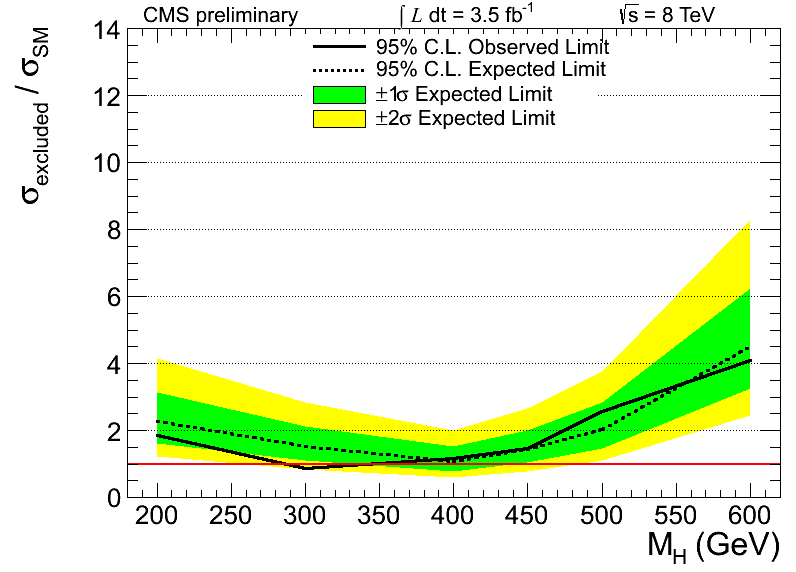 CMS preliminary ∫ L dt = 3.5 fb⁻¹ √s = 8 TeV
σexcluded / σSM
95% C.L. Observed Limit
95% C.L. Expected Limit
±1σ Expected Limit
±2σ Expected Limit
14
12
10
8
6
4
2
0
200 250 300 350 400 450 500 550 600
MH (GeV)